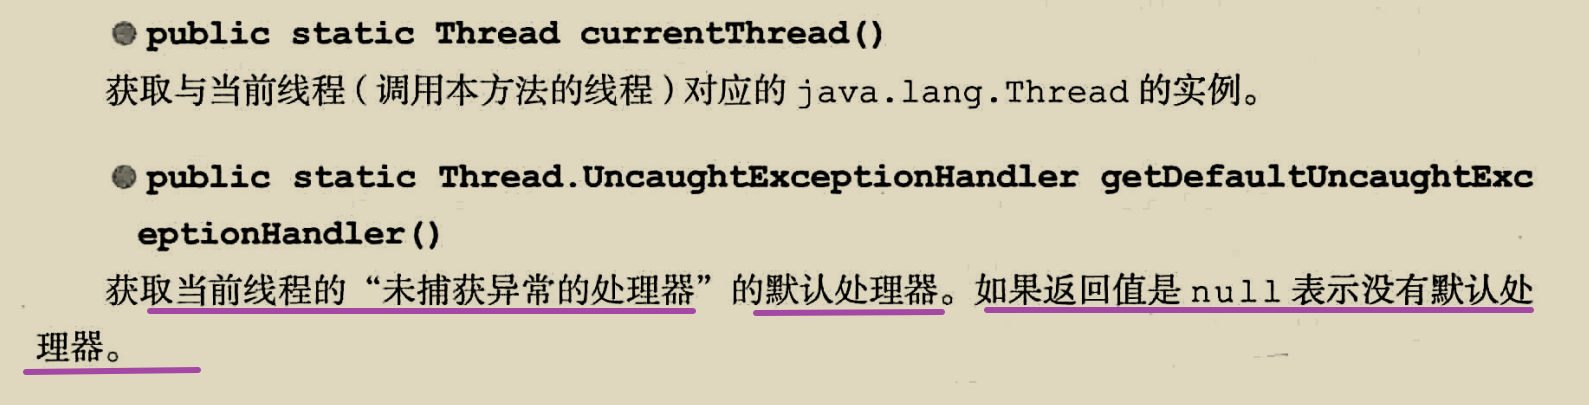 public static Thread currentThread()
获取与当前线程(调用本方法的线程)对应的 java.lang.Thread 的实例。
public static Thread.UncaughtExceptionHandler getDefaultUncaughtExc
eptionHandler()
获取当前线程的“未捕获异常的处理器”的默认处理器。如果返回值是 null 表示没有默认处
理器。